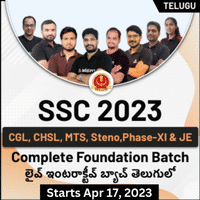 TELUGU
SSC 2023
CGL, CHSL, MTS, Steno,Phase-XI & JE
Complete Foundation Batch
లైవ్ ఇంటరాక్టీవ్ బ్యాచ్ తెలుగులో
Starts Apr 17, 2023